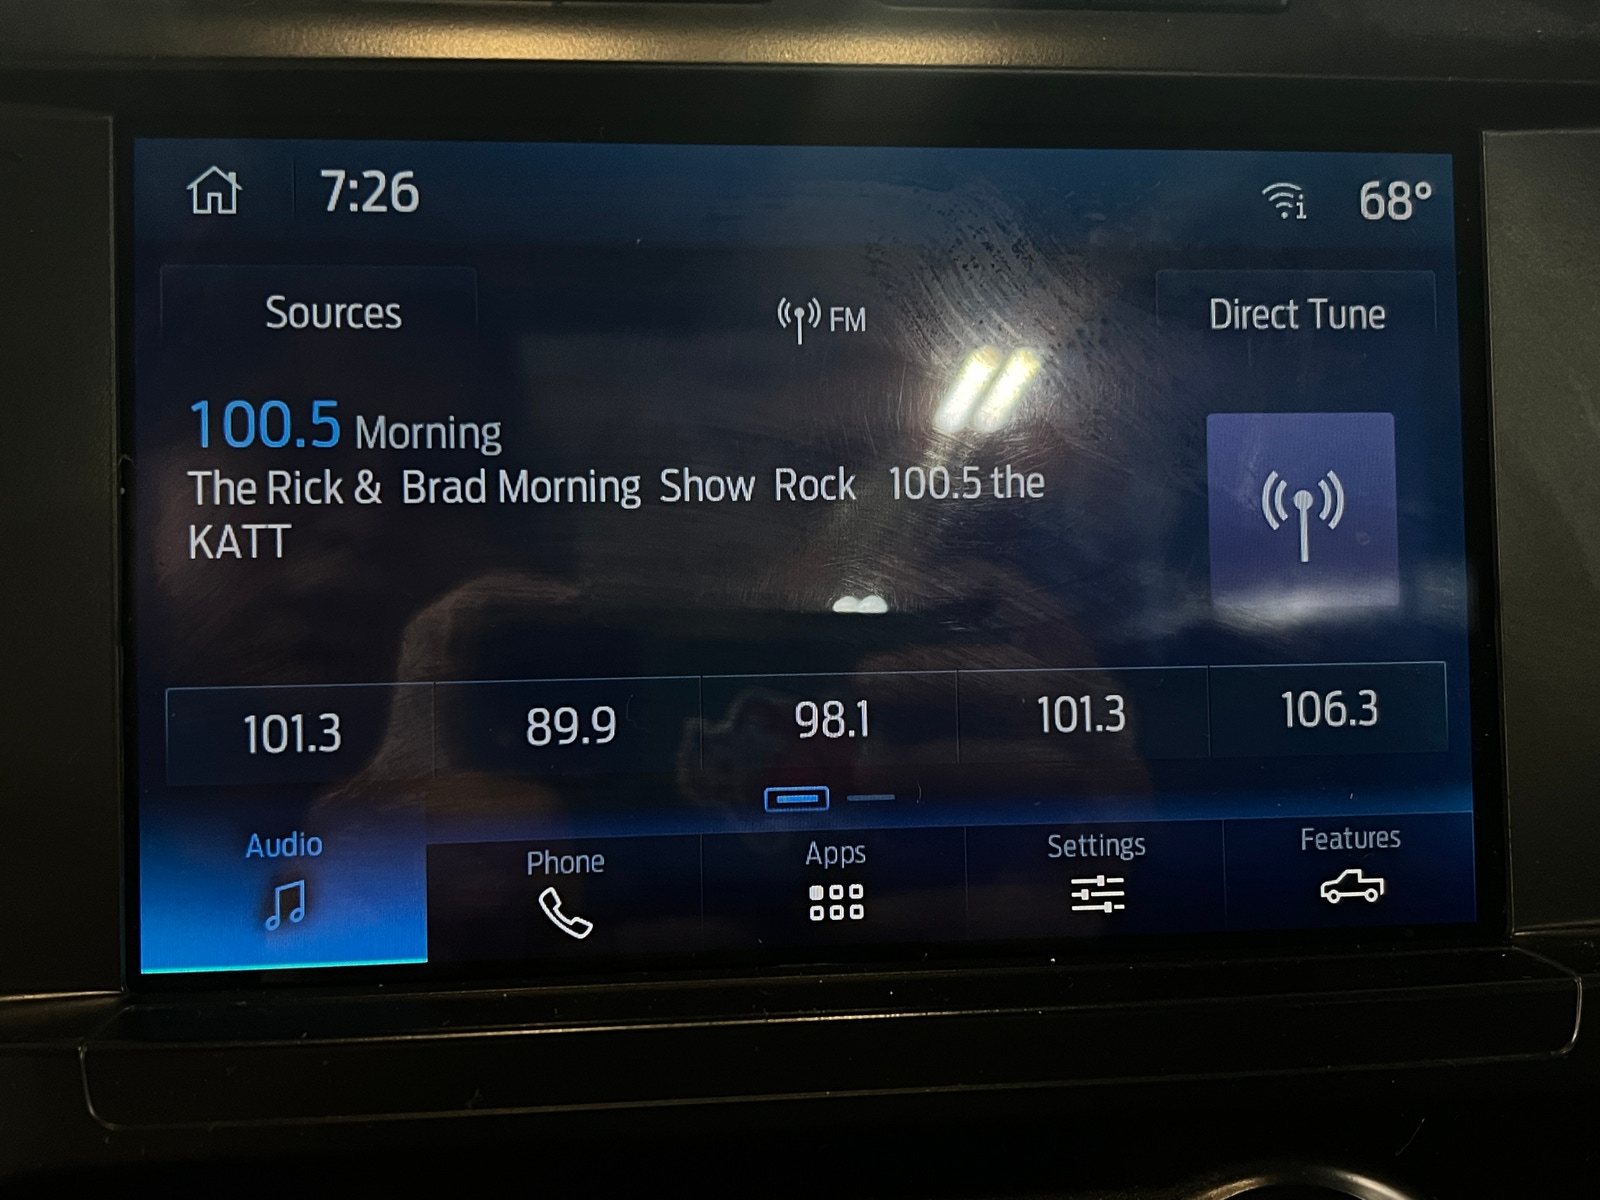 7:26
68°
Sources
FM
Direct Tune
100.5 Morning
The Rick & Brad Morning Show Rock 100.5 the
KATT
101.3
89.9
98.1
101.3
106.3
Audio
Phone
Apps
Settings
Features